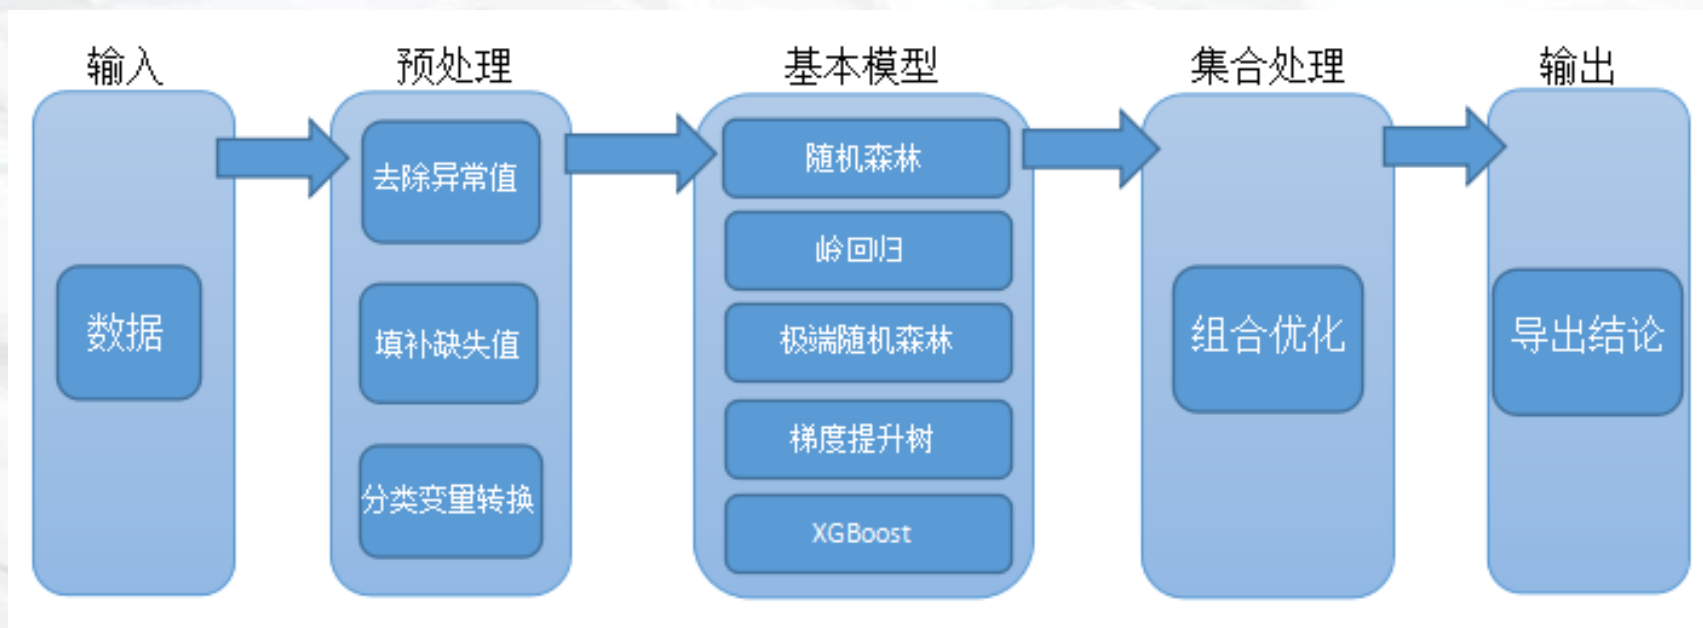 输入
数据
预处理
去除异常值
填补缺失值
分类变量转换
基本模型
随机森林
岭回归
极端随机森林
梯度提升树
XGBoost
集合处理
组合优化
输出
导出结论